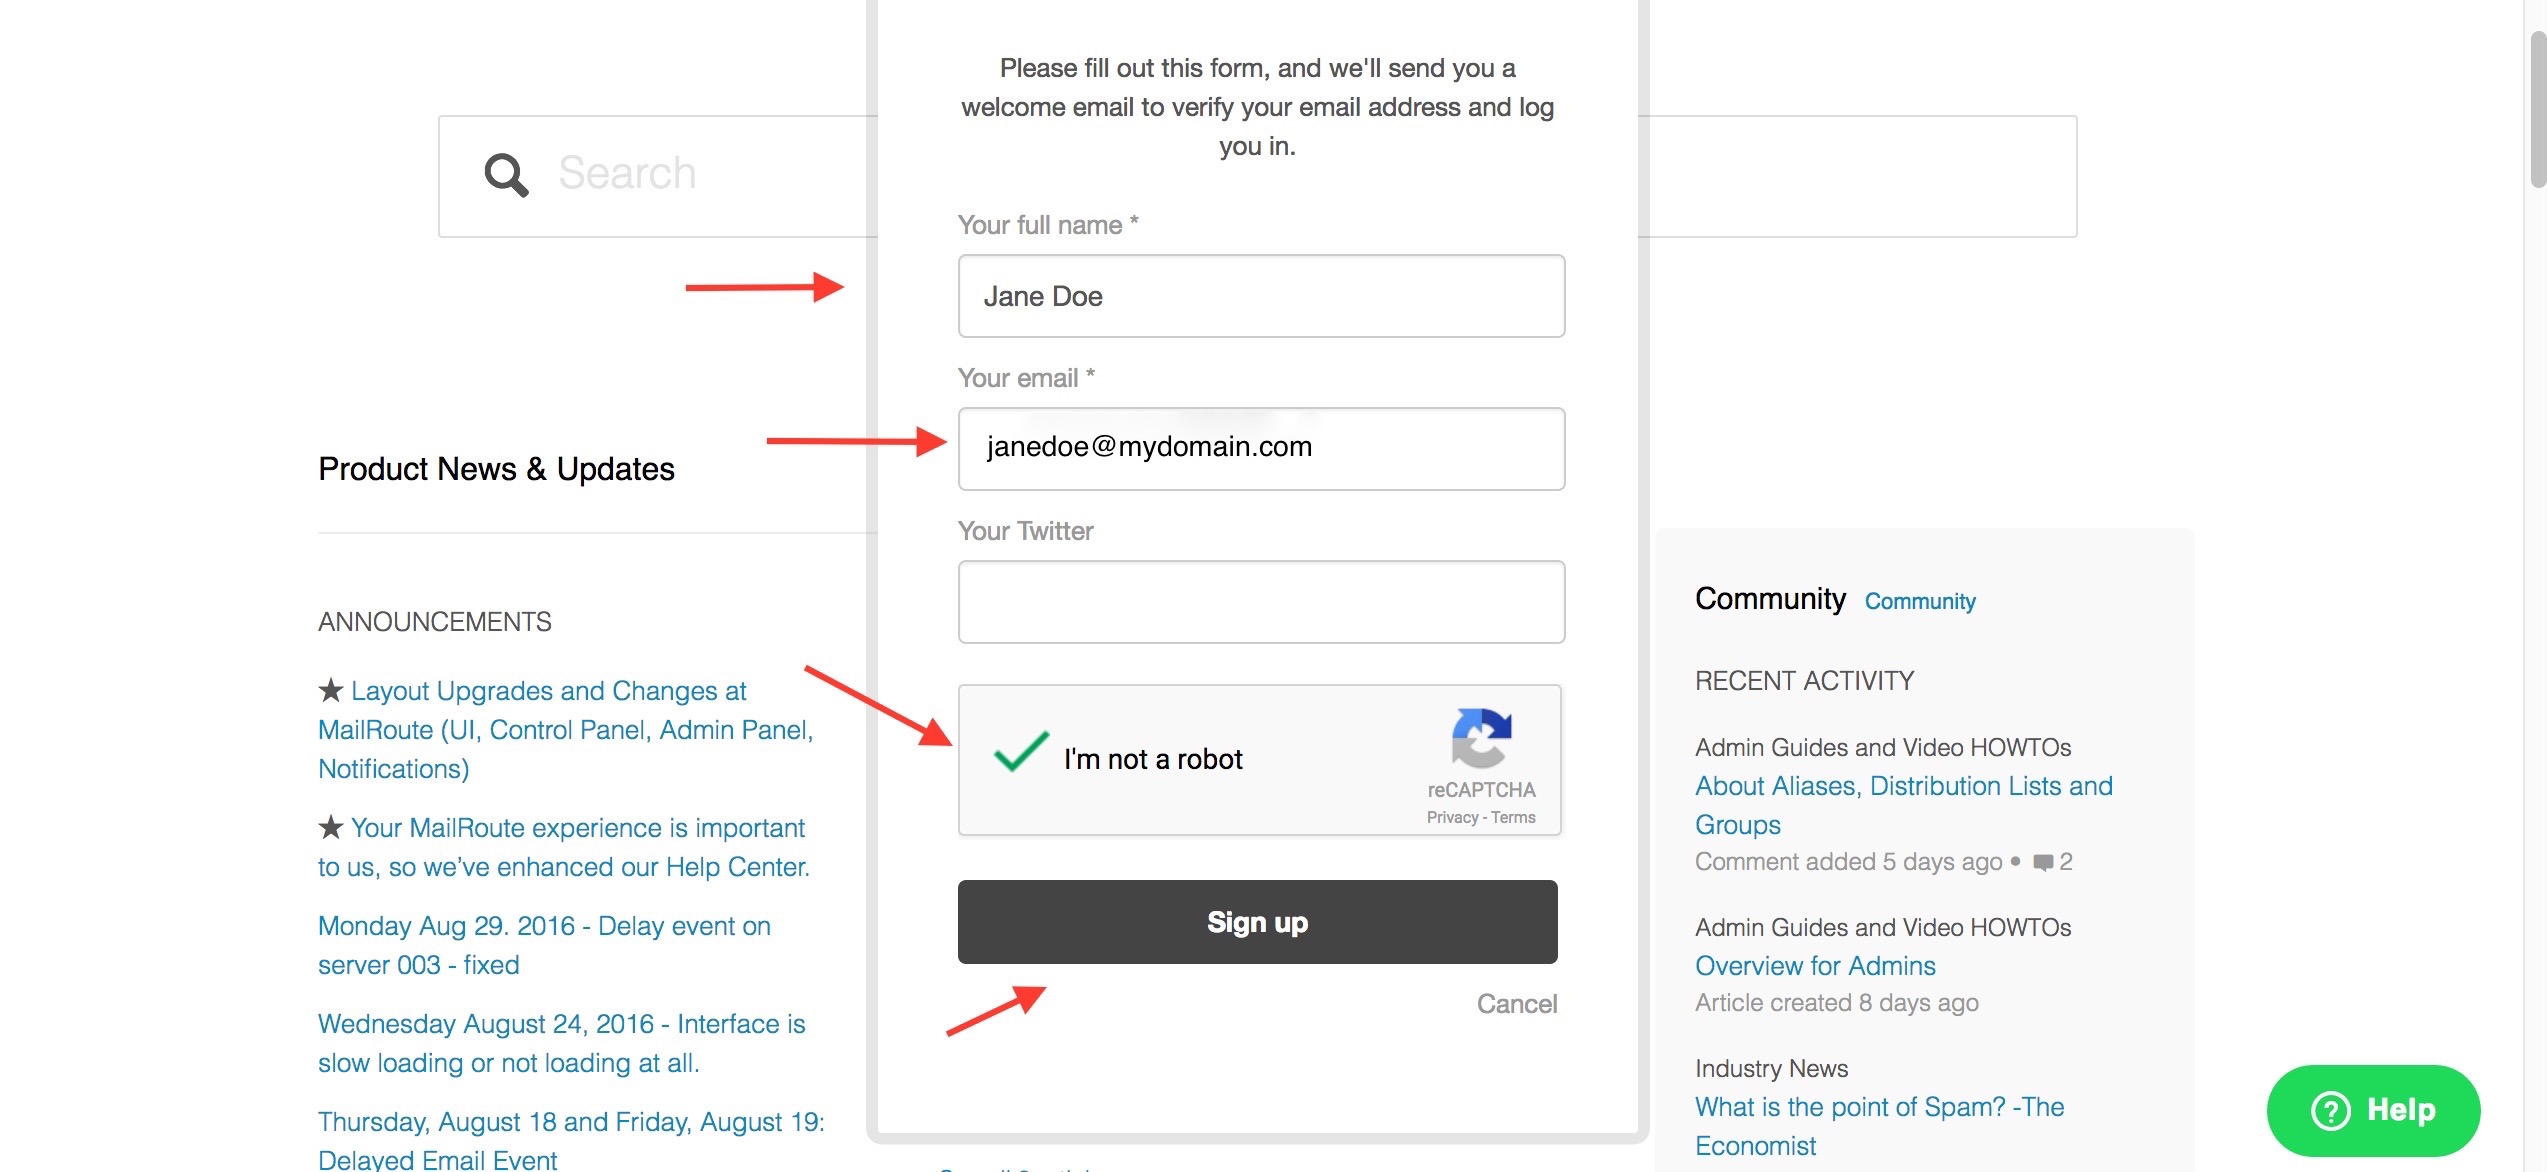 Please fill out this form, and we'll send you a
welcome email to verify your email address and log
you in.
Search
Your full name *
Jane Doe
Your email *
janedoe@mydomain.com
Your Twitter
I'm not a robot
reCAPTCHA
Privacy - Terms
Sign up
Cancel
Product News & Updates
ANNOUNCEMENTS
★ Layout Upgrades and Changes at
MailRoute (UI, Control Panel, Admin Panel,
Notifications)
★ Your MailRoute experience is important
to us, so we’ve enhanced our Help Center.
Monday Aug 29. 2016 - Delay event on
server 003 - fixed
Wednesday August 24, 2016 - Interface is
slow loading or not loading at all.
Thursday, August 18 and Friday, August 19:
Delayed Email Event
Community Community
RECENT ACTIVITY
Admin Guides and Video HOWTOs
About Aliases, Distribution Lists and
Groups
Comment added 5 days ago • 2
Admin Guides and Video HOWTOs
Overview for Admins
Article created 8 days ago
Industry News
What is the point of Spam? -The
Economist
Help